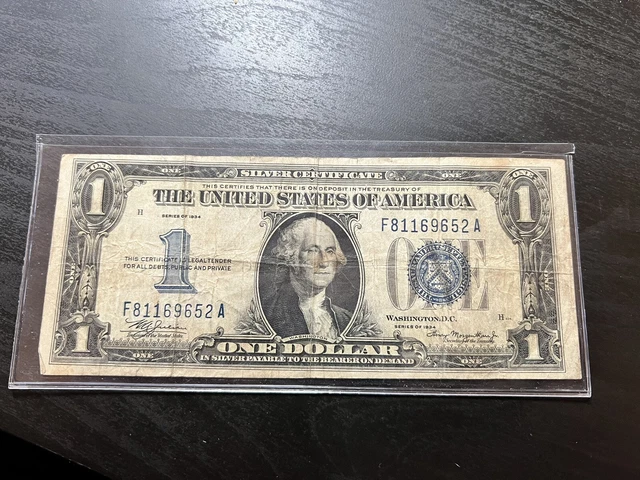 ONE SILVER CERTIFICATE ONE
THIS CERTIFIES THAT THERE IS ON DEPOSIT IN THE TREASURY OF
THE UNITED STATES OF AMERICA
1 1
H SERIES OF 1934 F81169652A
1 ONE
THIS CERTIFICATE IS LEGAL TENDER
FOR ALL DEBTS, PUBLIC AND PRIVATE
F81169652A
WASHINGTON, D.C. H
SERIES OF 1934
WASHINGTON
1 ONE ONE DOLLAR ONE 1
IN SILVER PAYABLE TO THE BEARER ON DEMAND